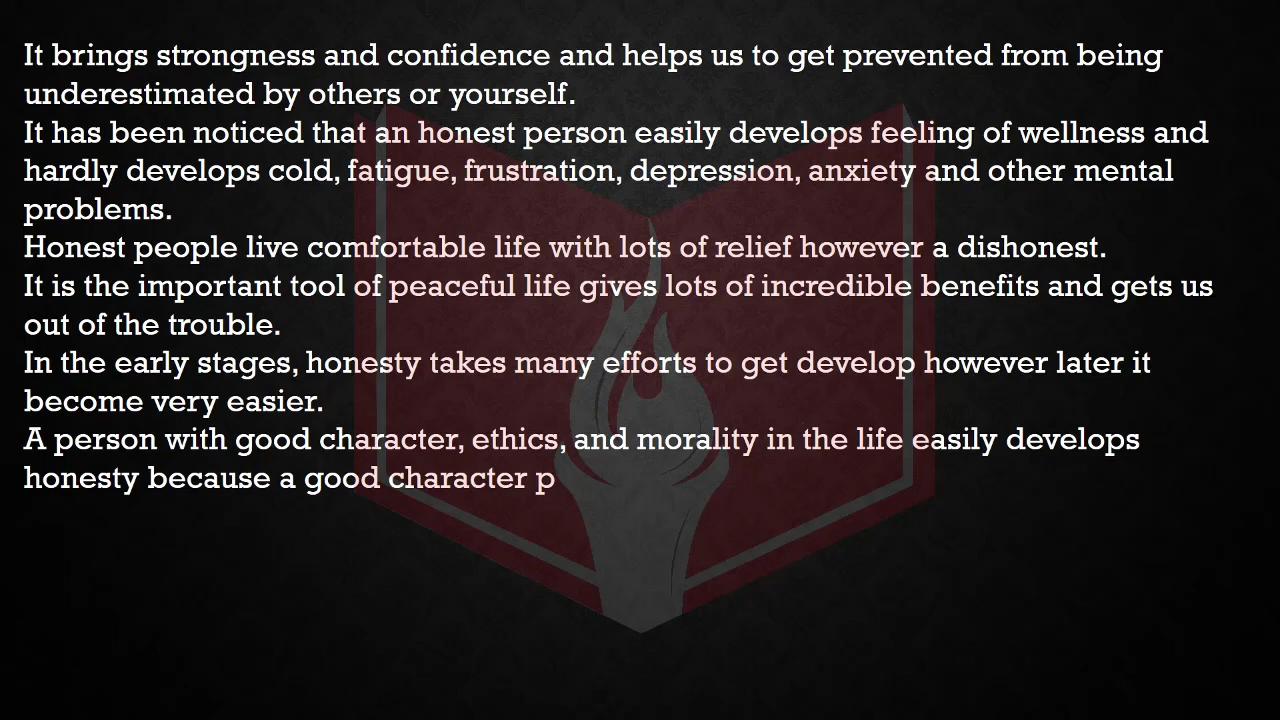 It brings strongness and confidence and helps us to get prevented from being
underestimated by others or yourself.
It has been noticed that an honest person easily develops feeling of wellness and
hardly develops cold, fatigue, frustration, depression, anxiety and other mental
problems.
Honest people live comfortable life with lots of relief however a dishonest.
It is the important tool of peaceful life gives lots of incredible benefits and gets us
out of the trouble.
In the early stages, honesty takes many efforts to get develop however later it
become very easier.
A person with good character, ethics, and morality in the life easily develops
honesty because a good character p